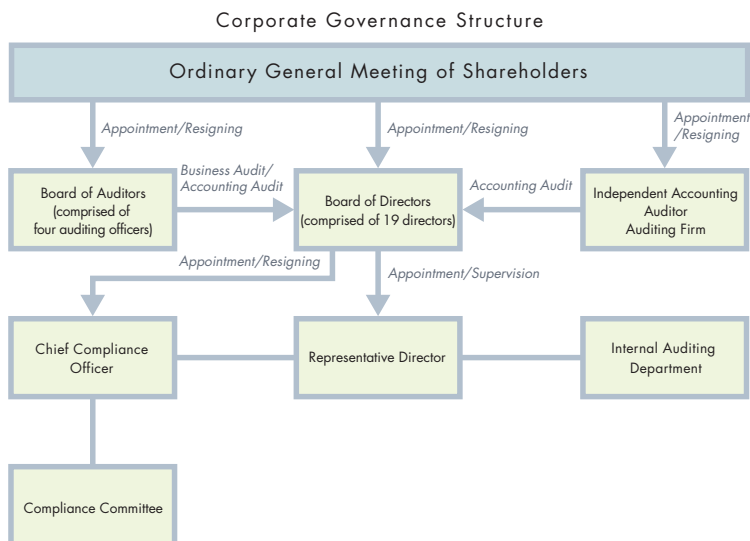 Corporate Governance Structure
Ordinary General Meeting of Shareholders
Appointment/Resigning
Appointment/Resigning
Appointment
/Resigning
Board of Auditors
(comprised of
four auditing officers)
Business Audit/
Accounting Audit
Board of Directors
(comprised of 19 directors)
Accounting Audit
Independent Accounting
Auditor
Auditing Firm
Appointment/Resigning
Appointment/Supervision
Chief Compliance
Officer
Representative Director
Internal Auditing
Department
Compliance Committee